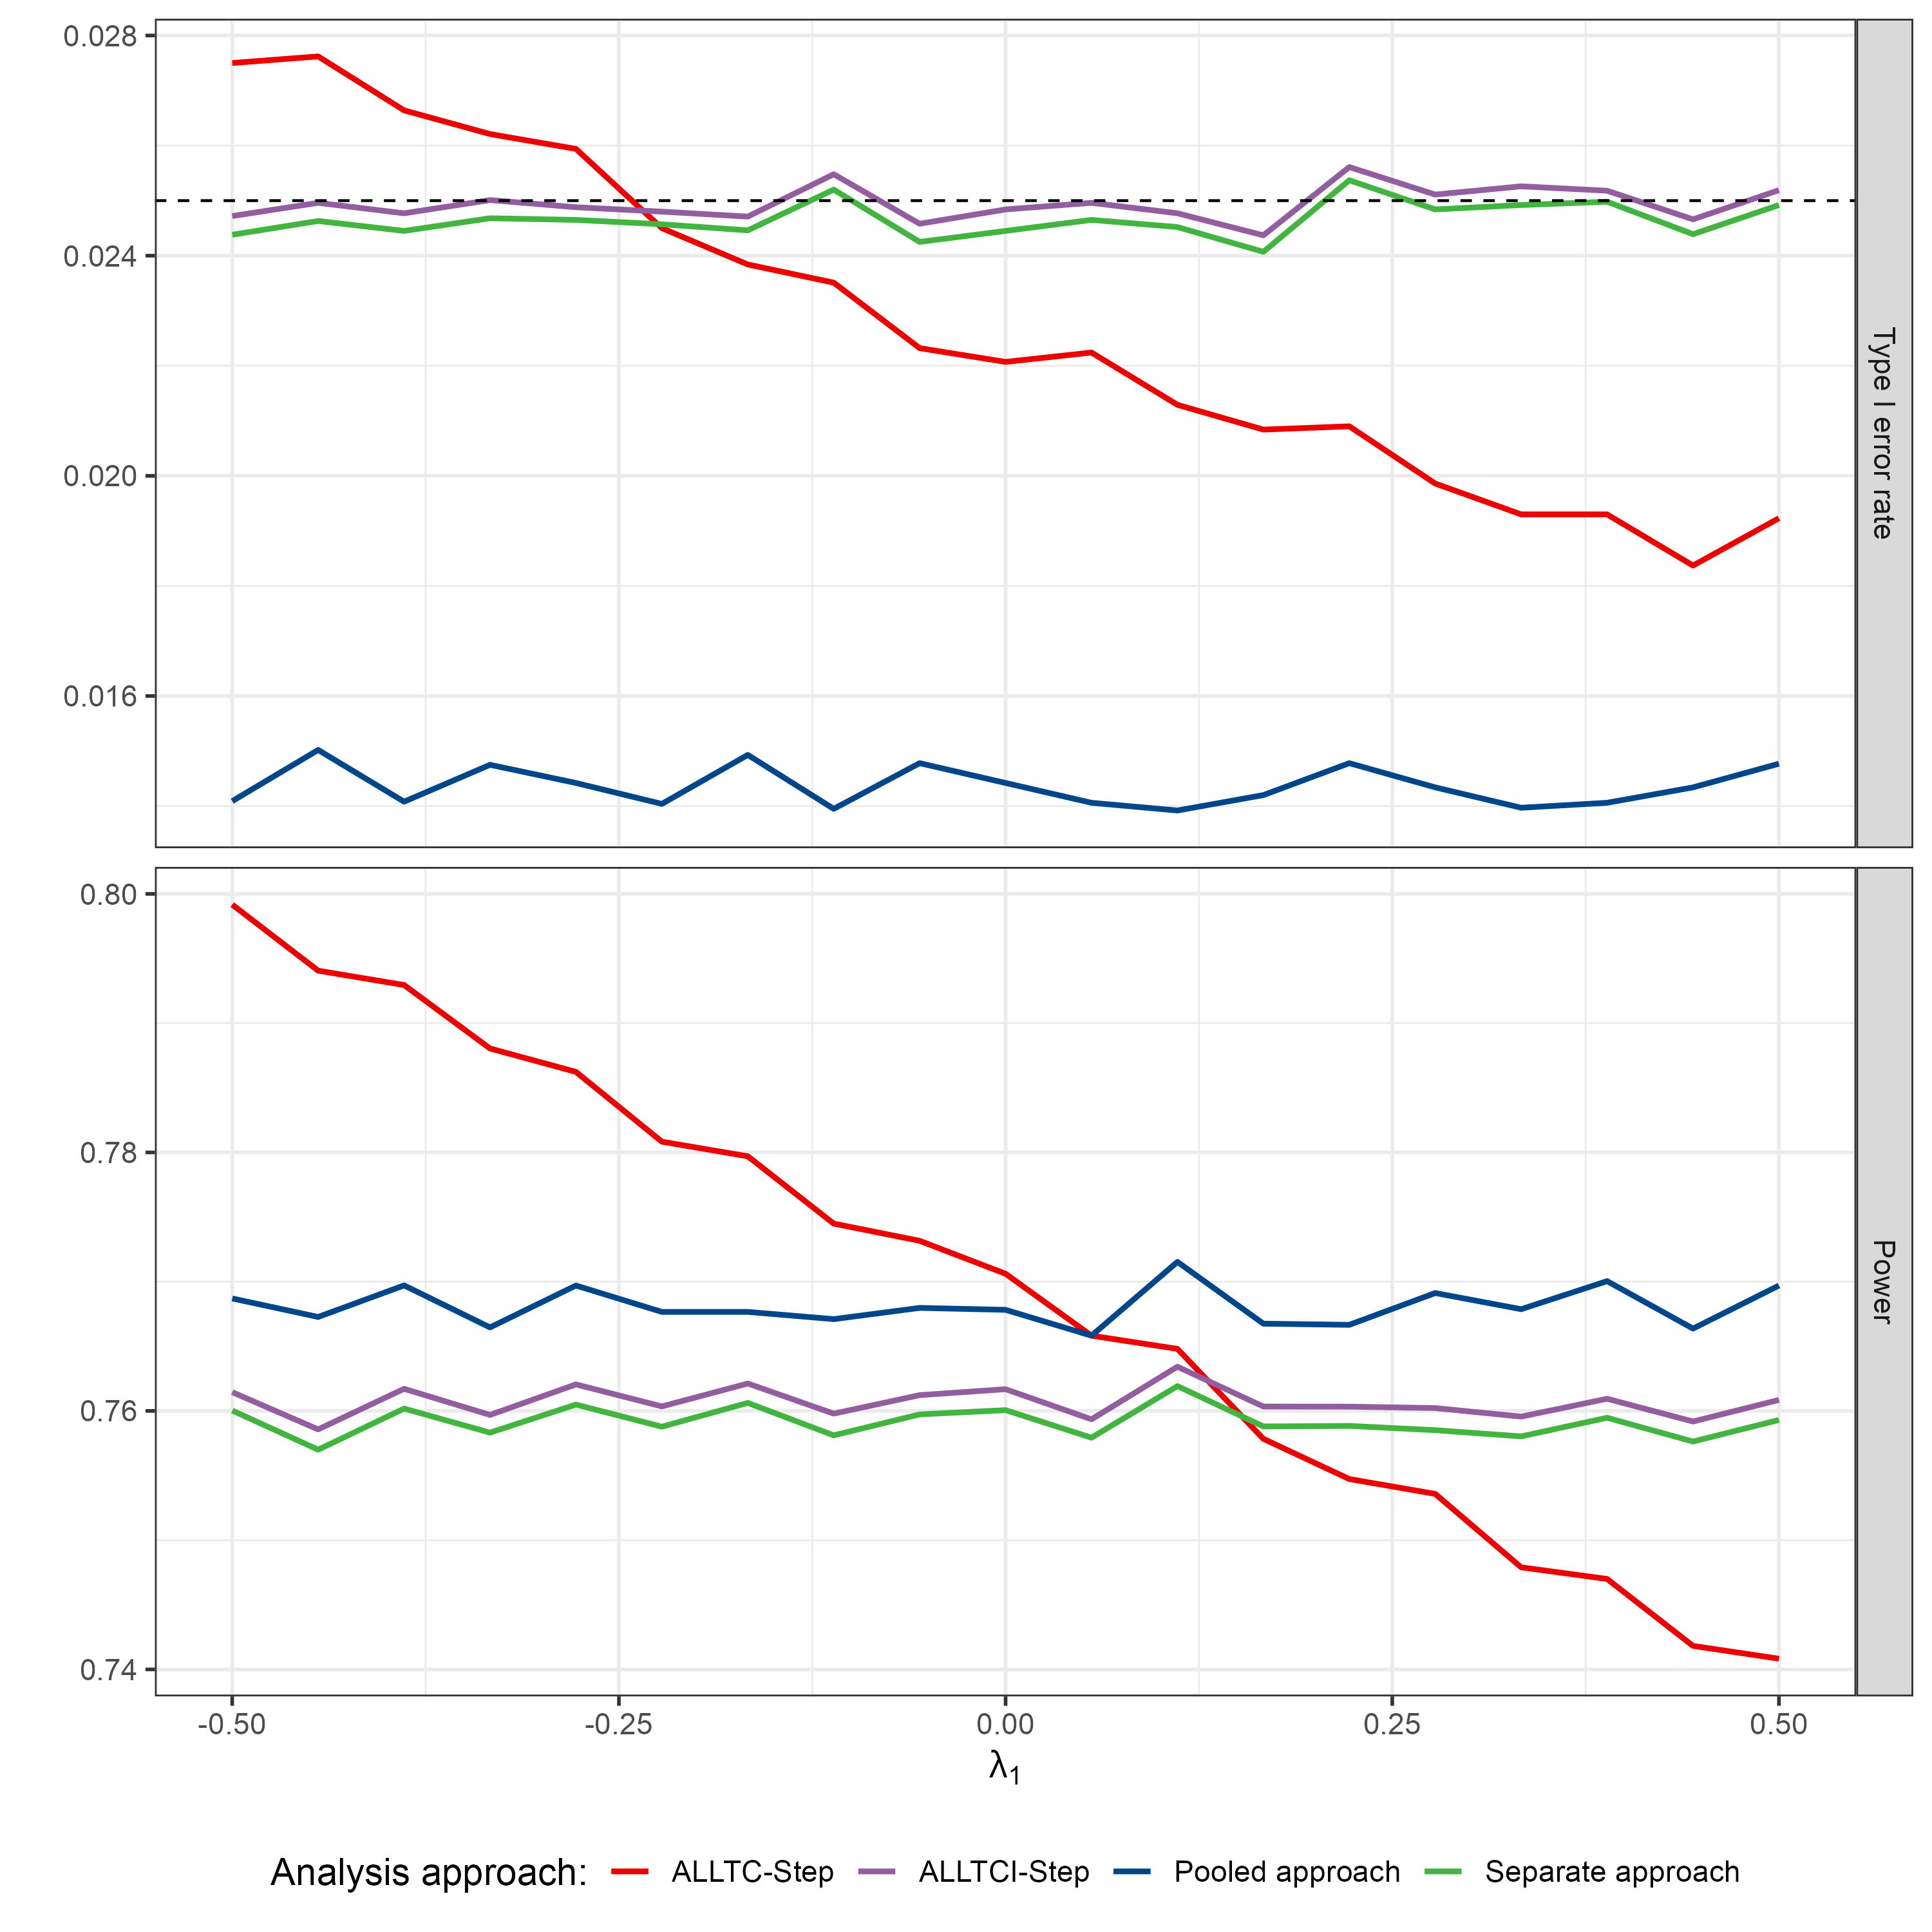 0.028
0.024
0.020
0.016
Type I error rate
0.80
0.78
0.76
0.74
Power
-0.50 -0.25 0.00 0.25 0.50
λ₁
Analysis approach: ALLTC-Step ALLTCI-Step Pooled approach Separate approach